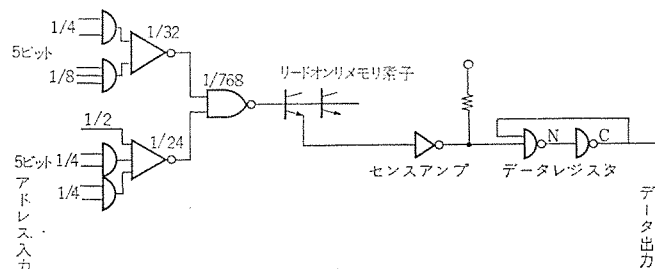 1/4
1/32
5ビット
1/8
1/768
リードオンリメモリ素子
1/2
1/24
5ビット
1/4
1/4
N
C
センスアンプ
データレジスタ
アドレス入力
データ出力